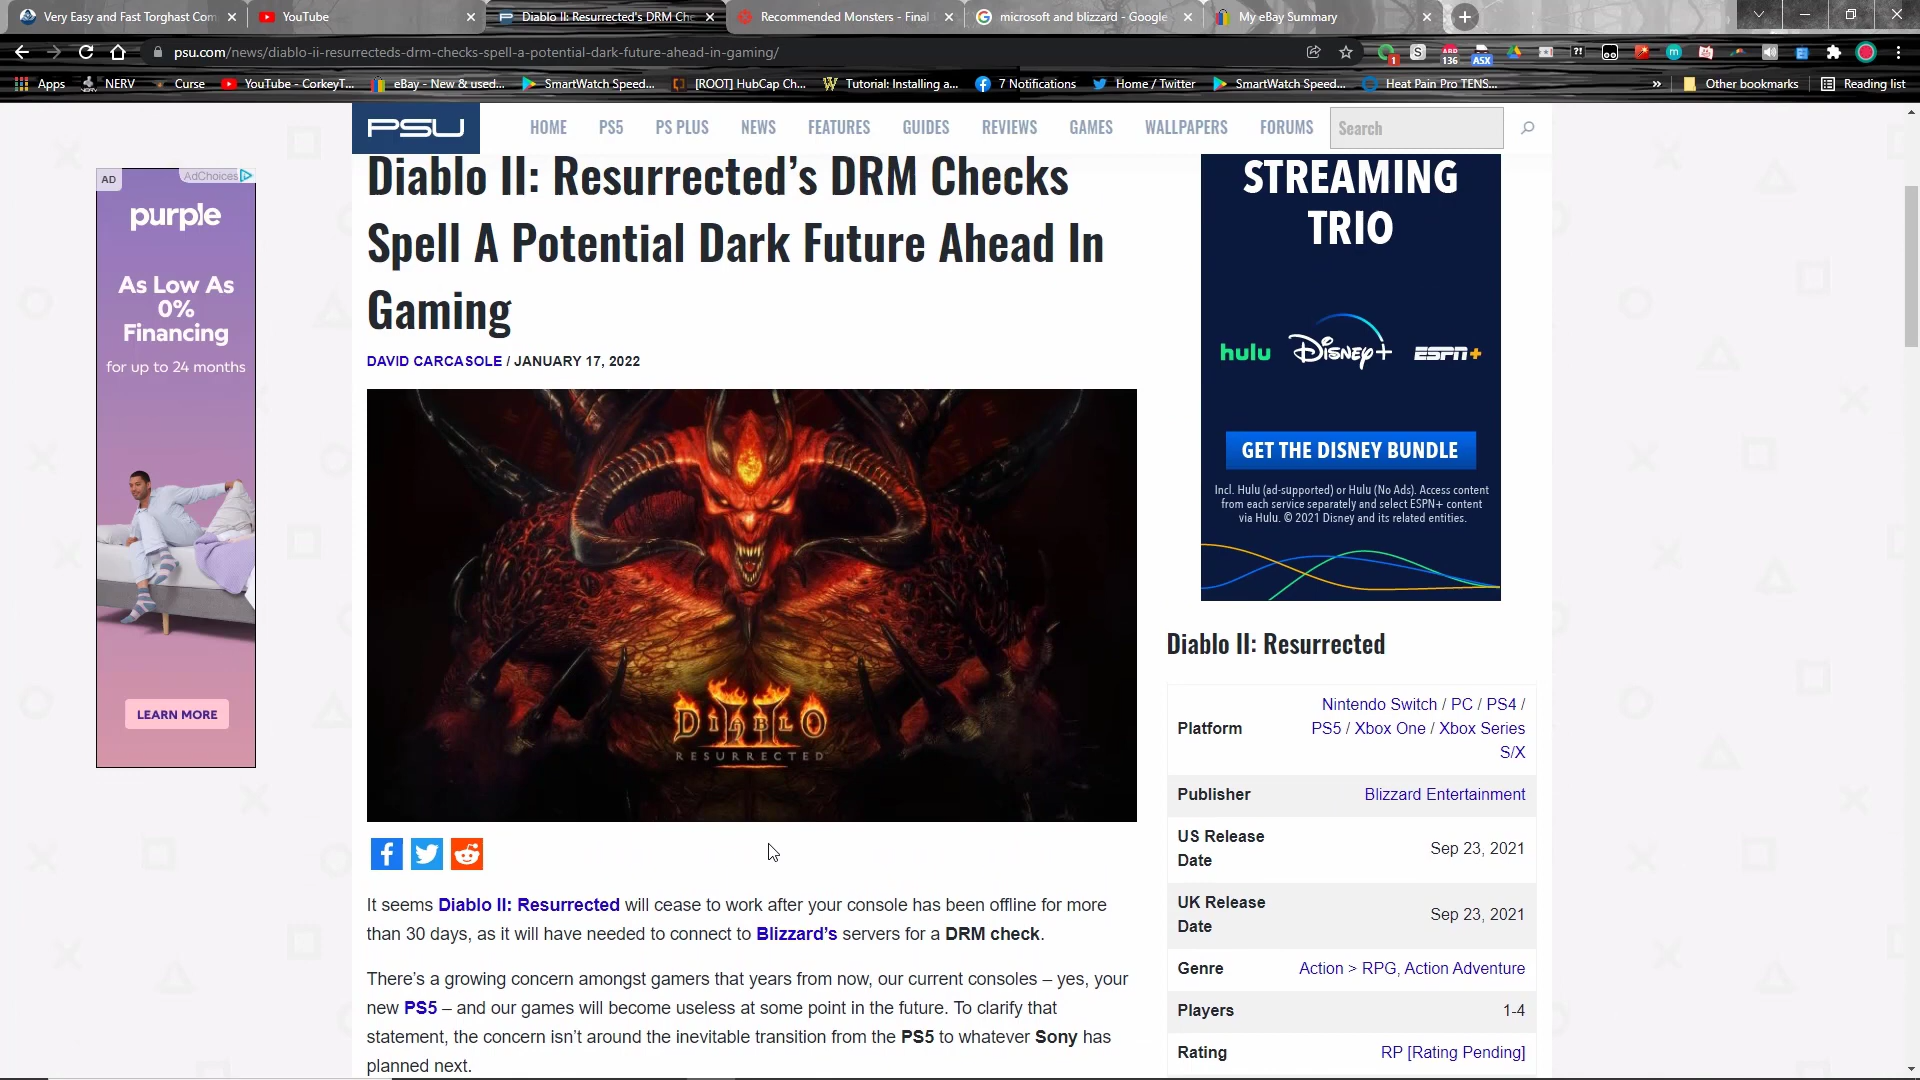 Very Easy and Fast Torghast Com
YouTube
Diablo II: Resurrected's DRM Che
Recommended Monsters - Final
microsoft and blizzard - Google
My eBay Summary
psu.com/news/diablo-ii-resurrecteds-drm-checks-spell-a-potential-dark-future-ahead-in-gaming/
Apps
NERV
Curse
YouTube - CorkeyT...
eBay - New & used...
SmartWatch Speed...
[ROOT] HubCap Ch...
Tutorial: Installing a...
7 Notifications
Home / Twitter
SmartWatch Speed...
Heat Pain Pro TENS...
»
Other bookmarks
Reading list
PSU
HOME
PS5
PS PLUS
NEWS
FEATURES
GUIDES
REVIEWS
GAMES
WALLPAPERS
FORUMS
Search
AD
AdChoices
purple
As Low As
0%
Financing
for up to 24 months
LEARN MORE
Diablo II: Resurrected's DRM Checks
Spell A Potential Dark Future Ahead In
Gaming
DAVID CARCASOLE / JANUARY 17, 2022
DIABLO
II
RESURRECTED
It seems Diablo II: Resurrected will cease to work after your console has been offline for more
than 30 days, as it will have needed to connect to Blizzard's servers for a DRM check.
There's a growing concern amongst gamers that years from now, our current consoles – yes, your
new PS5 – and our games will become useless at some point in the future. To clarify that
statement, the concern isn't around the inevitable transition from the PS5 to whatever Sony has
planned next.
STREAMING
TRIO
hulu
Disney+
ESPN+
GET THE DISNEY BUNDLE
Incl. Hulu (ad-supported) or Hulu (No Ads). Access content
from each service separately and select ESPN+ content
via Hulu. © 2021 Disney and its related entities.
Diablo II: Resurrected
Platform
Nintendo Switch / PC / PS4 /
PS5 / Xbox One / Xbox Series
S/X
Publisher
Blizzard Entertainment
US Release
Date
Sep 23, 2021
UK Release
Date
Sep 23, 2021
Genre
Action > RPG, Action Adventure
Players
1-4
Rating
RP [Rating Pending]